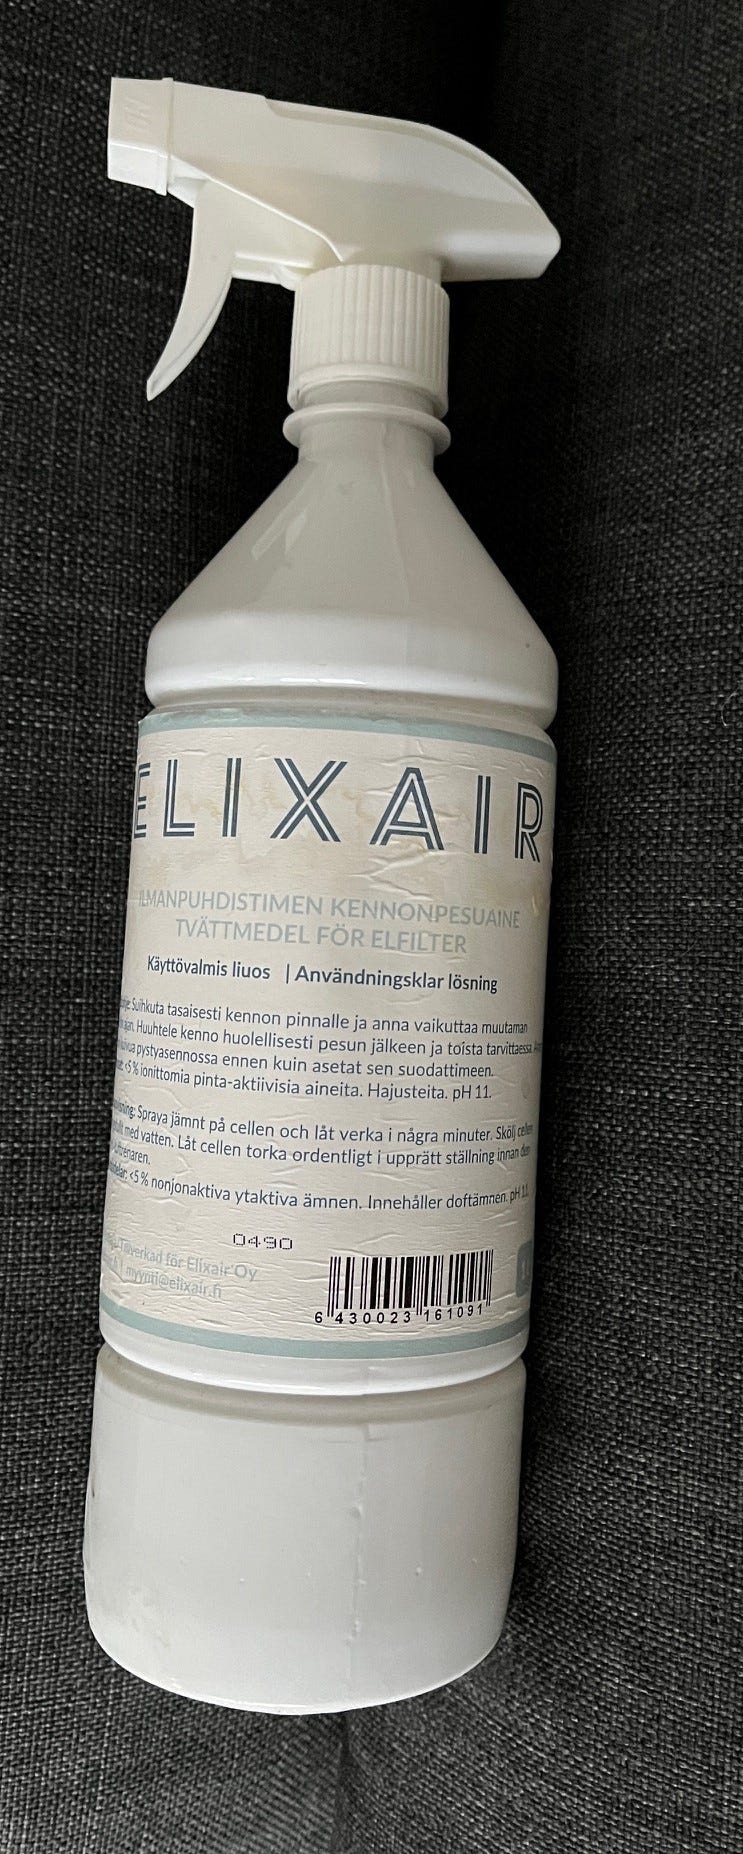 ELIXAIR
ILMANPUHDISTIMEN KENNONPESUAINE
TVÄTTMEDEL FÖR ELFILTER
Käyttövalmis liuos | Användningsklar lösning
Suihkuta tasaisesti kennon pinnalle ja anna vaikuttaa muutaman
ajan. Huuhtele kenno huolellisesti pesun jälkeen ja toista tarvittaessa.
pystyasennossa ennen kuin asetat sen suodattimeen.
<5 % ionittomia pinta-aktiivisia aineita. Hajusteita. pH 11.
Spraya jämnt på cellen och låt verka i några minuter. Skölj cellen
med vatten. Låt cellen torka ordentligt i upprätt ställning innan den
<5 % nonjonaktiva ytaktiva ämnen. Innehåller doftämnen. pH 11.
0490
för Elixair Oy
myynti@elixair.fi
6 430023 161091